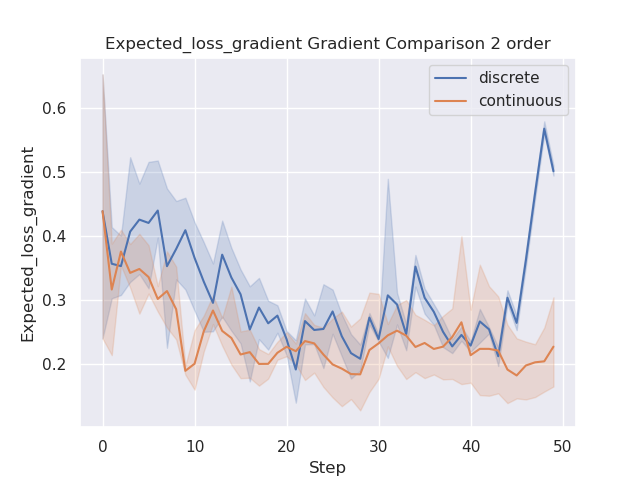 Expected_loss_gradient Gradient Comparison 2 order
discrete
continuous
Expected_loss_gradient
0.6
0.5
0.4
0.3
0.2
0 10 20 30 40 50
Step